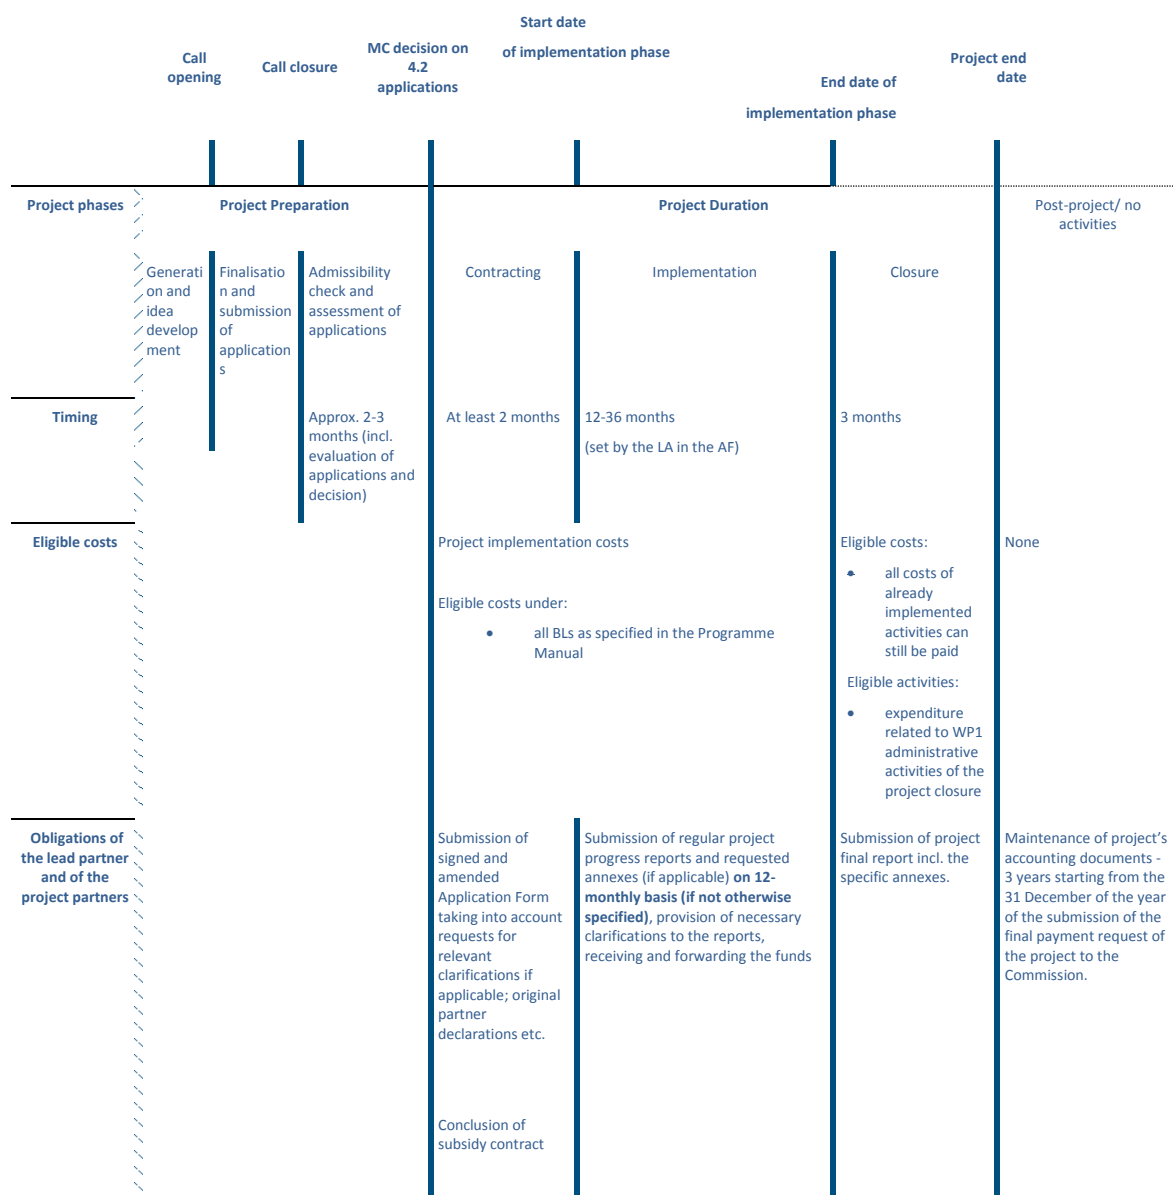 Start date
of implementation phase
MC decision on
4.2
applications
Call
opening
Call closure
Project end
date
End date of
implementation phase
Project phases
Project Preparation
Project Duration
Post-project/ no
activities
Generati
on and
idea
develop
ment
Finalisatio
n and
submission
of
application
s
Admissibility
check and
assessment of
applications
Contracting
Implementation
Closure
Timing
Approx. 2-3
months (incl.
evaluation of
applications and
decision)
At least 2 months
12-36 months
(set by the LA in the AF)
3 months
Eligible costs
Project implementation costs
Eligible costs under:
• all BLs as specified in the Programme
Manual
Eligible costs:
• all costs of
already
implemented
activities can
still be paid
Eligible activities:
• expenditure
related to WP1
administrative
activities of the
project closure
None
Obligations of
the lead partner
and of the
project partners
Submission of
signed and
amended
Application Form
taking into account
requests for
relevant
clarifications if
applicable; original
partner
declarations etc.
Conclusion of
subsidy contract
Submission of regular project
progress reports and requested
annexes (if applicable) on 12-
monthly basis (if not otherwise
specified), provision of necessary
clarifications to the reports,
receiving and forwarding the funds
Submission of project
final report incl. the
specific annexes.
Maintenance of project's
accounting documents -
3 years starting from the
31 December of the year
of the submission of the
final payment request of
the project to the
Commission.